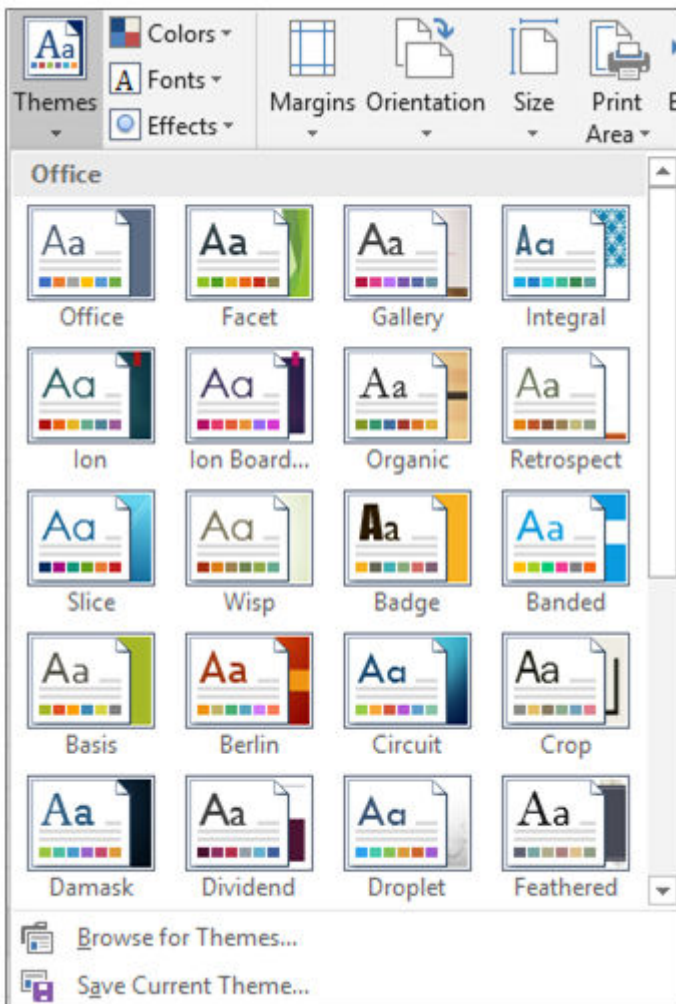 Aa
Themes
Colors
A Fonts
Effects
Margins Orientation Size Print
Area
E
Office
Aa Aa Aa Aa
Office Facet Gallery Integral
Aa Aa Aa Aa
Ion Ion Board... Organic Retrospect
Aa Aa Aa Aa
Slice Wisp Badge Banded
Aa Aa Aa Aa
Basis Berlin Circuit Crop
Aa Aa Aa Aa
Damask Dividend Droplet Feathered
Browse for Themes...
Save Current Theme...